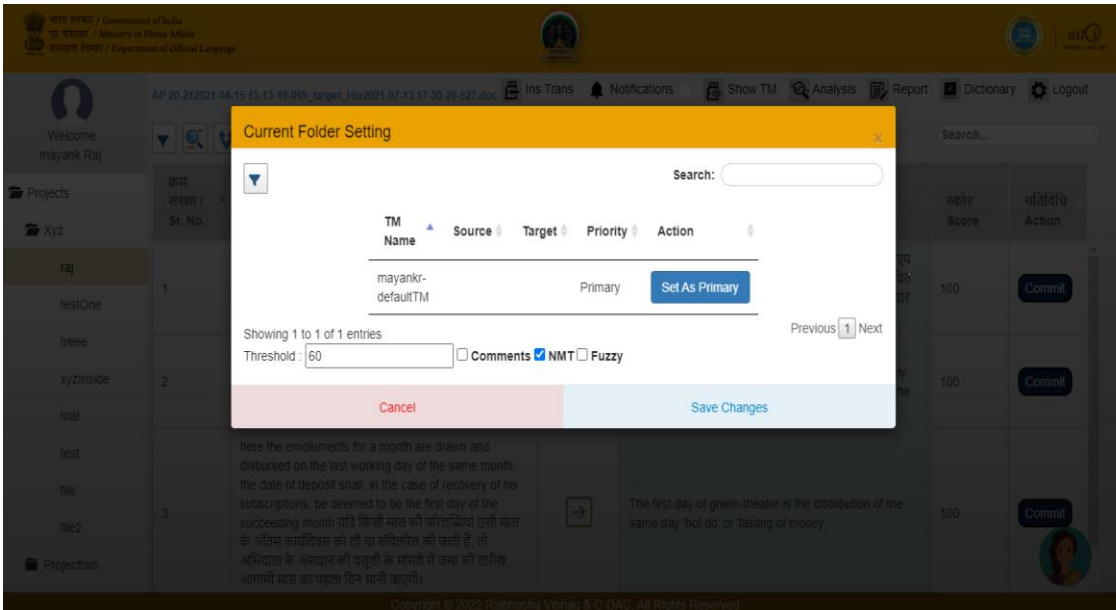 भारत सरकार / Government of India
गृह मंत्रालय / Ministry of Home Affairs
राजभाषा विभाग / Department of Official Language
AP 20-212021-04-15 13-13-19-069_target_Hin2021-07-13 17-30-20-527.doc
Ins Trans
Notifications
Show TM
Analysis
Report
Dictionary
Logout
Welcome
mayank Raj
Search...
Projects
Xyz
raj
testOne
treee
xyzInside
trial
test
file
file2
Projecttwo
क्रम
संख्या /
Sr. No.
स्कोर
Score
गतिविधि
Action
Current Folder Setting
x
Search:
TM Name
Source
Target
Priority
Action
mayankr-
defaultTM
Primary
Set As Primary
Showing 1 to 1 of 1 entries
Previous 1 Next
Threshold : 60
Comments
NMT
Fuzzy
Cancel
Save Changes
1
100
Commit
2
100
Commit
3
here the emoluments for a month are drawn and
disbursed on the last working day of the same month,
the date of deposit shall, in the case of recovery of his
subscriptions, be deemed to be the first day of the
succeeding month यदि किसी मास की परिलब्धियां उसी मास
के अंतिम कार्यदिवस को ली या संवितरित की जाती हैं, तो
अभिदाता के अंशदान की वसूली के मामले में जमा की तारीख
आगामी मास का पहला दिन मानी जाएगी।
The first day of green-theatre is the distribution of the
same day 'hot do' or 'lasting of money'.
100
Commit
Copyright © 2022 Rajbhasha Vibhag & C-DAC, All Rights Reserved